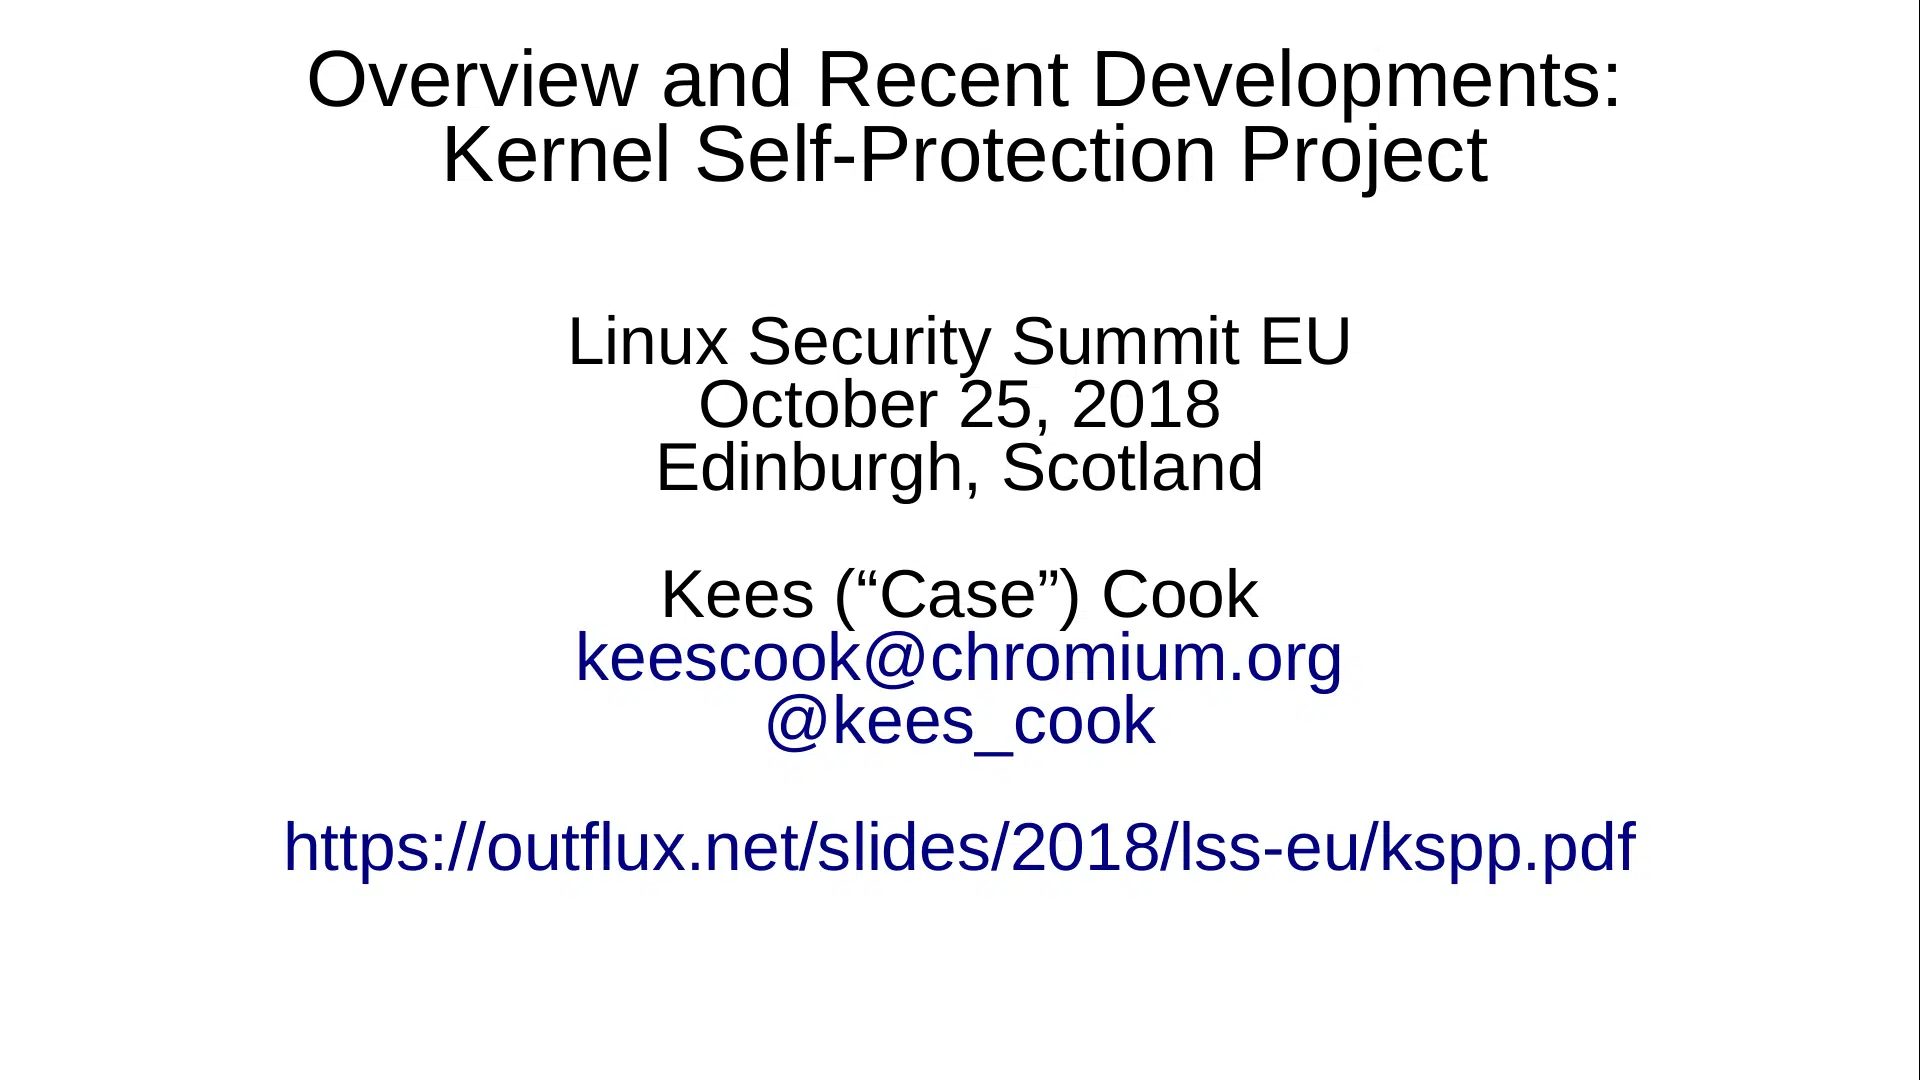 Overview and Recent Developments:
Kernel Self-Protection Project
Linux Security Summit EU
October 25, 2018
Edinburgh, Scotland
Kees (“Case”) Cook
keescook@chromium.org
@kees_cook
https://outflux.net/slides/2018/lss-eu/kspp.pdf